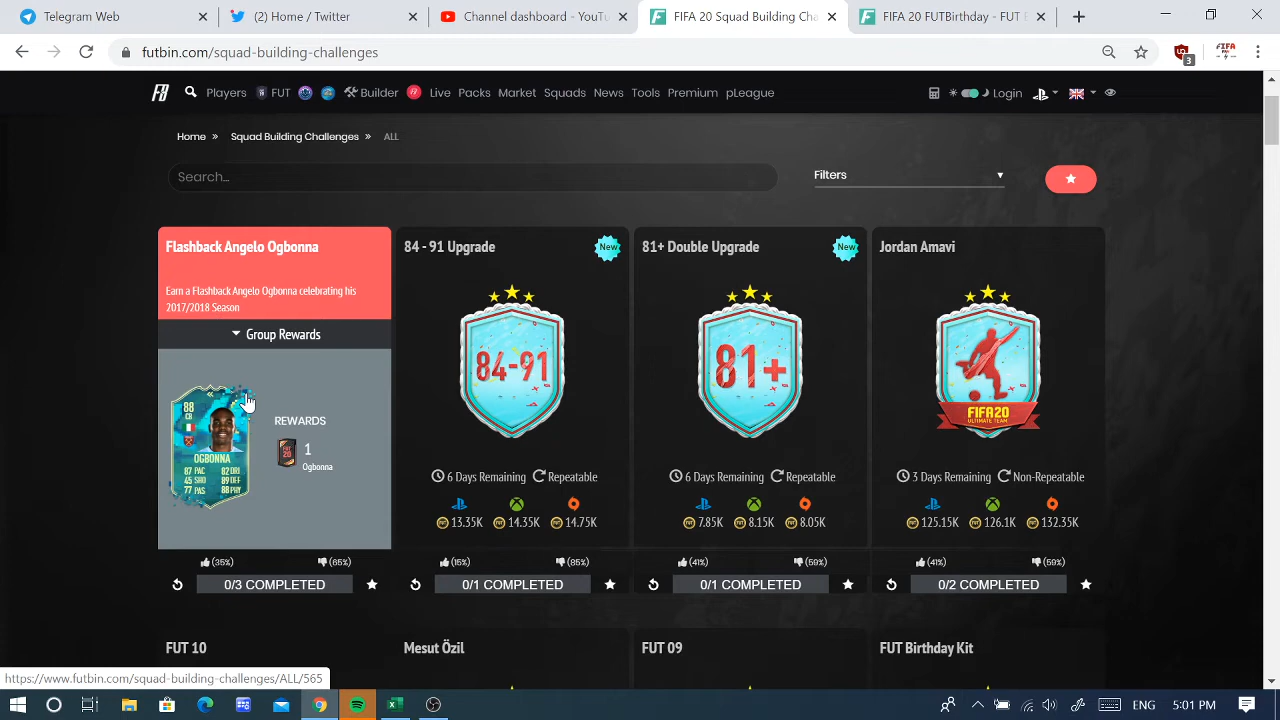 Telegram Web
(2) Home / Twitter
Channel dashboard - YouTu
FIFA 20 Squad Building Cha
FIFA 20 FUTBirthday - FUT B
futbin.com/squad-building-challenges
3
Players FUT Builder Live Packs Market Squads News Tools Premium pLeague Login
Home » Squad Building Challenges » ALL
Search...
Filters
Flashback Angelo Ogbonna
Earn a Flashback Angelo Ogbonna celebrating his
2017/2018 Season
Group Rewards
88
CB
OGBONNA
87 PAC 82 DRI
45 SHO 89 DEF
77 PAS 88 PHY
REWARDS
1
Ogbonna
(35%) (65%)
0/3 COMPLETED
84 - 91 Upgrade
New
84-91
6 Days Remaining Repeatable
13.35K 14.35K 14.75K
(15%) (85%)
0/1 COMPLETED
81+ Double Upgrade
New
81+
6 Days Remaining Repeatable
7.85K 8.15K 8.05K
(41%) (59%)
0/1 COMPLETED
Jordan Amavi
FIFA20
ULTIMATE TEAM
3 Days Remaining Non-Repeatable
125.15K 126.1K 132.35K
(41%) (59%)
0/2 COMPLETED
FUT 10
Mesut Özil
FUT 09
FUT Birthday Kit
https://www.futbin.com/squad-building-challenges/ALL/565
ENG 5:01 PM